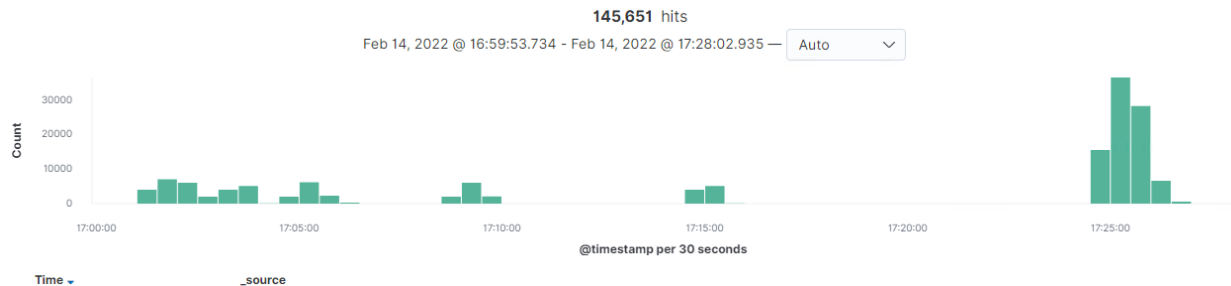 145,651 hits
Feb 14, 2022 @ 16:59:53.734 - Feb 14, 2022 @ 17:28:02.935 — Auto
Count
30000
20000
10000
0
17:00:00 17:05:00 17:10:00 17:15:00 17:20:00 17:25:00
@timestamp per 30 seconds
Time _source